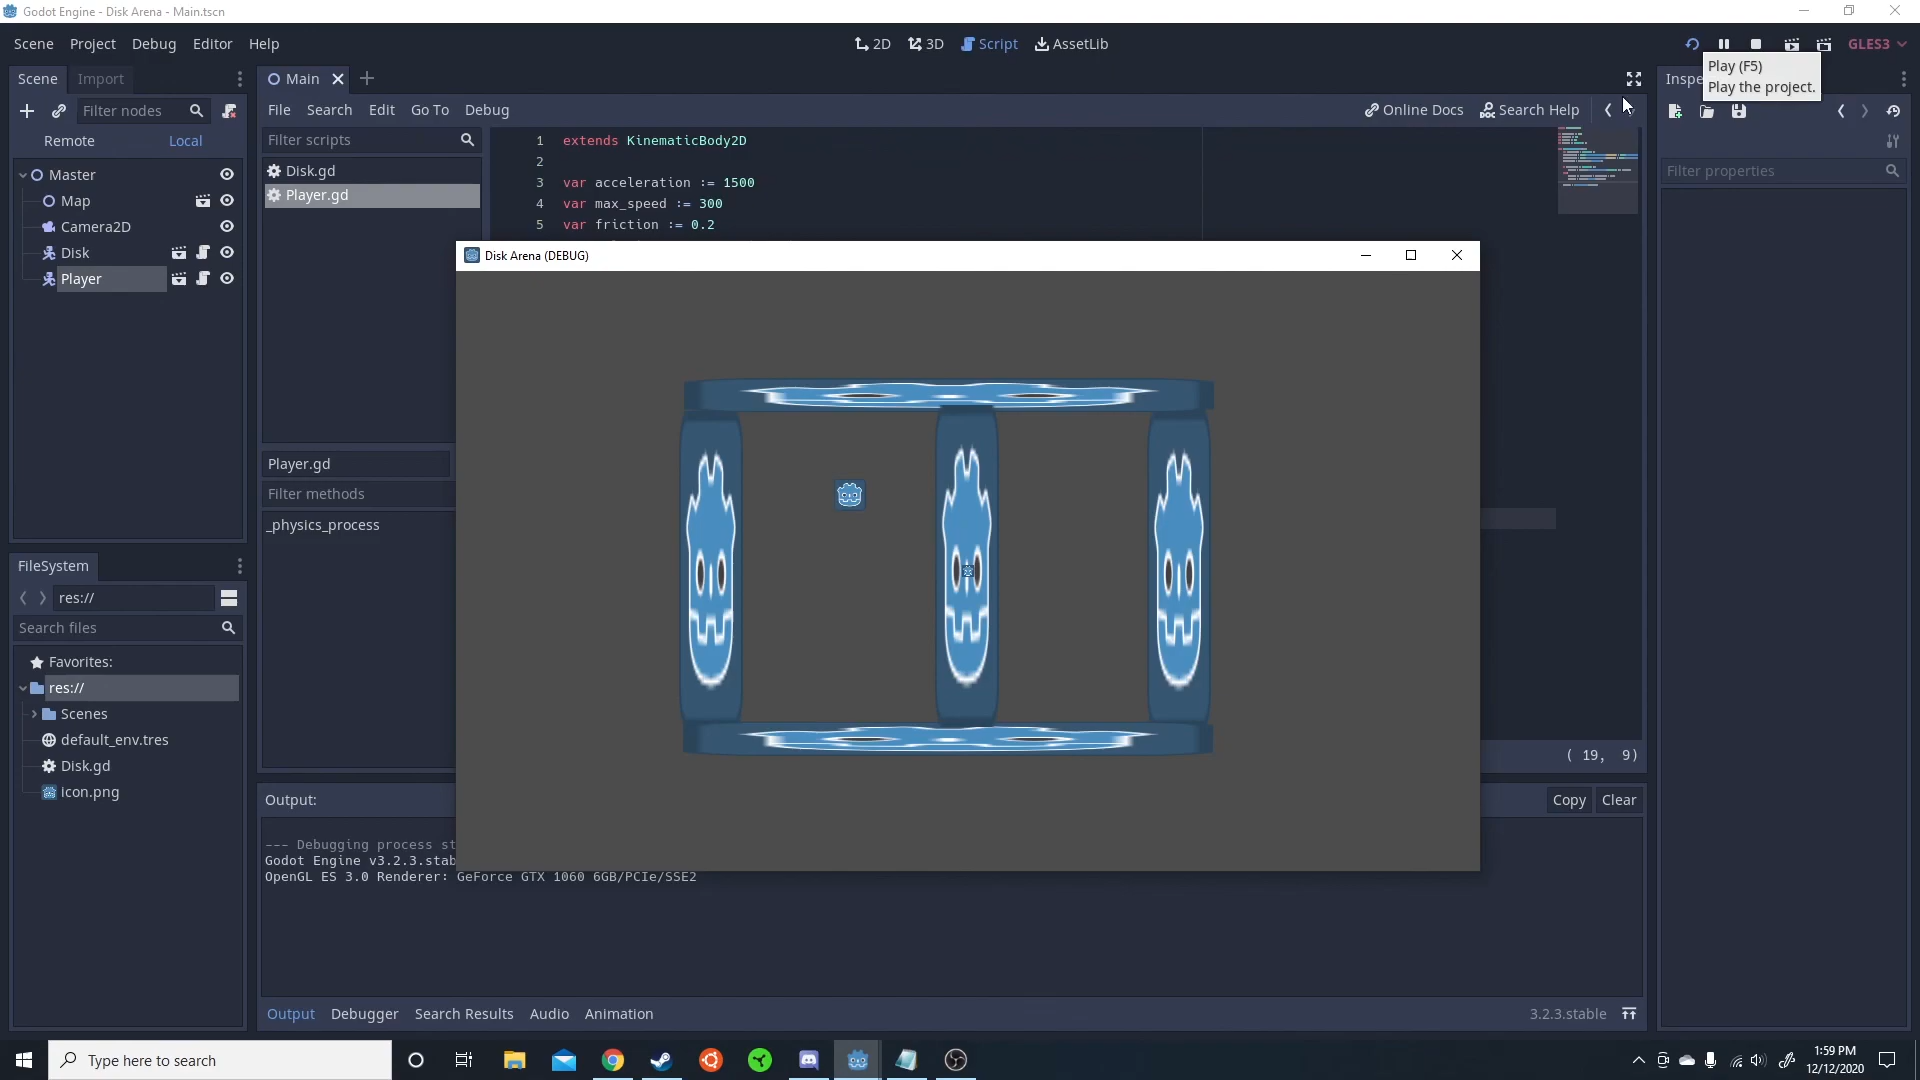 Godot Engine - Disk Arena - Main.tscn
Scene Project Debug Editor Help
2D 3D Script AssetLib
GLES3
Play (F5)
Play the project.
Scene Import
Main
Filter nodes
File Search Edit Go To Debug
Online Docs Search Help
Remote Local
Filter scripts
Disk.gd
Player.gd
1 extends KinematicBody2D
2
3 var acceleration := 1500
4 var max_speed := 300
5 var friction := 0.2
Filter properties
Master
Map
Camera2D
Disk
Player
Disk Arena (DEBUG)
Player.gd
Filter methods
_physics_process
FileSystem
res://
Search files
Favorites:
res://
Scenes
default_env.tres
Disk.gd
icon.png
( 19, 9)
Output:
Copy Clear
--- Debugging process st
Godot Engine v3.2.3.stab
OpenGL ES 3.0 Renderer: GeForce GTX 1060 6GB/PCIe/SSE2
Output Debugger Search Results Audio Animation
3.2.3.stable
Type here to search
1:59 PM
12/12/2020